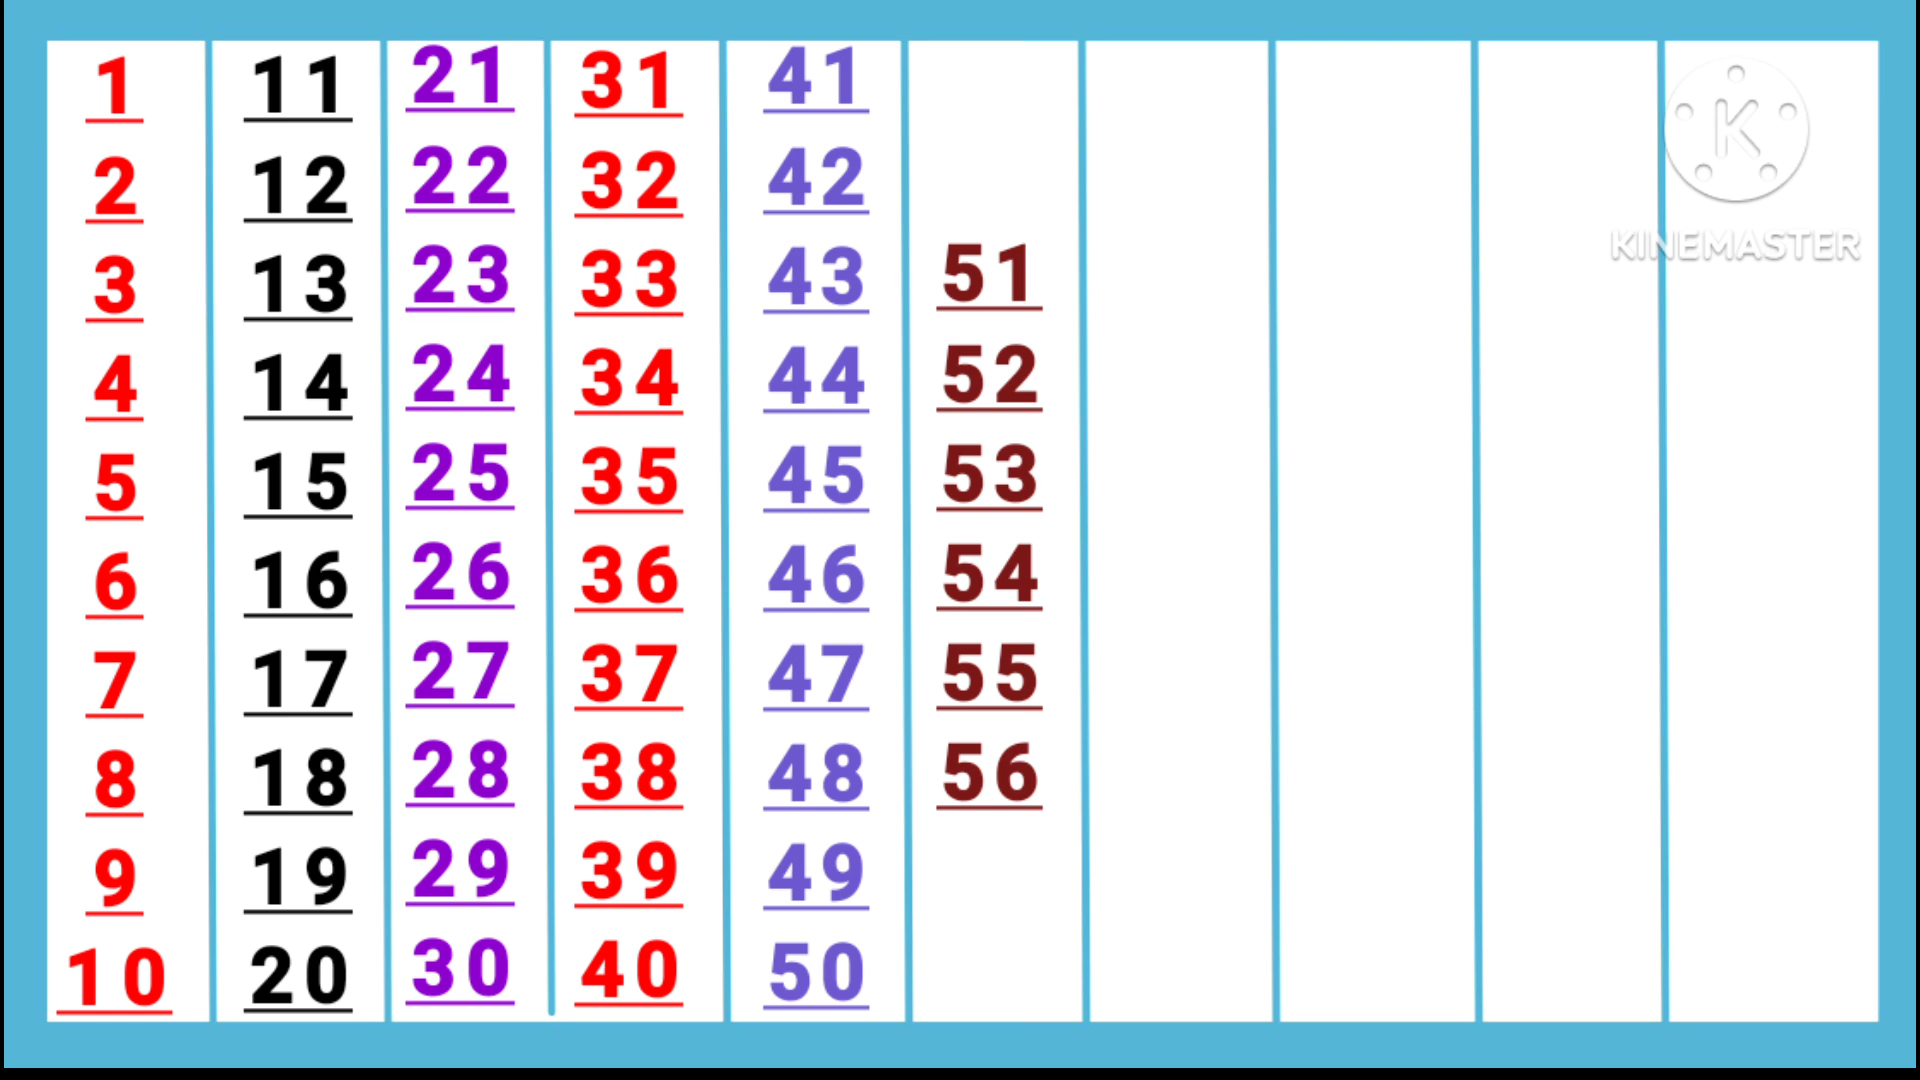 1 11 21 31 41
2 12 22 32 42
3 13 23 33 43 51
4 14 24 34 44 52
5 15 25 35 45 53
6 16 26 36 46 54
7 17 27 37 47 55
8 18 28 38 48 56
9 19 29 39 49
10 20 30 40 50
K
KINEMASTER